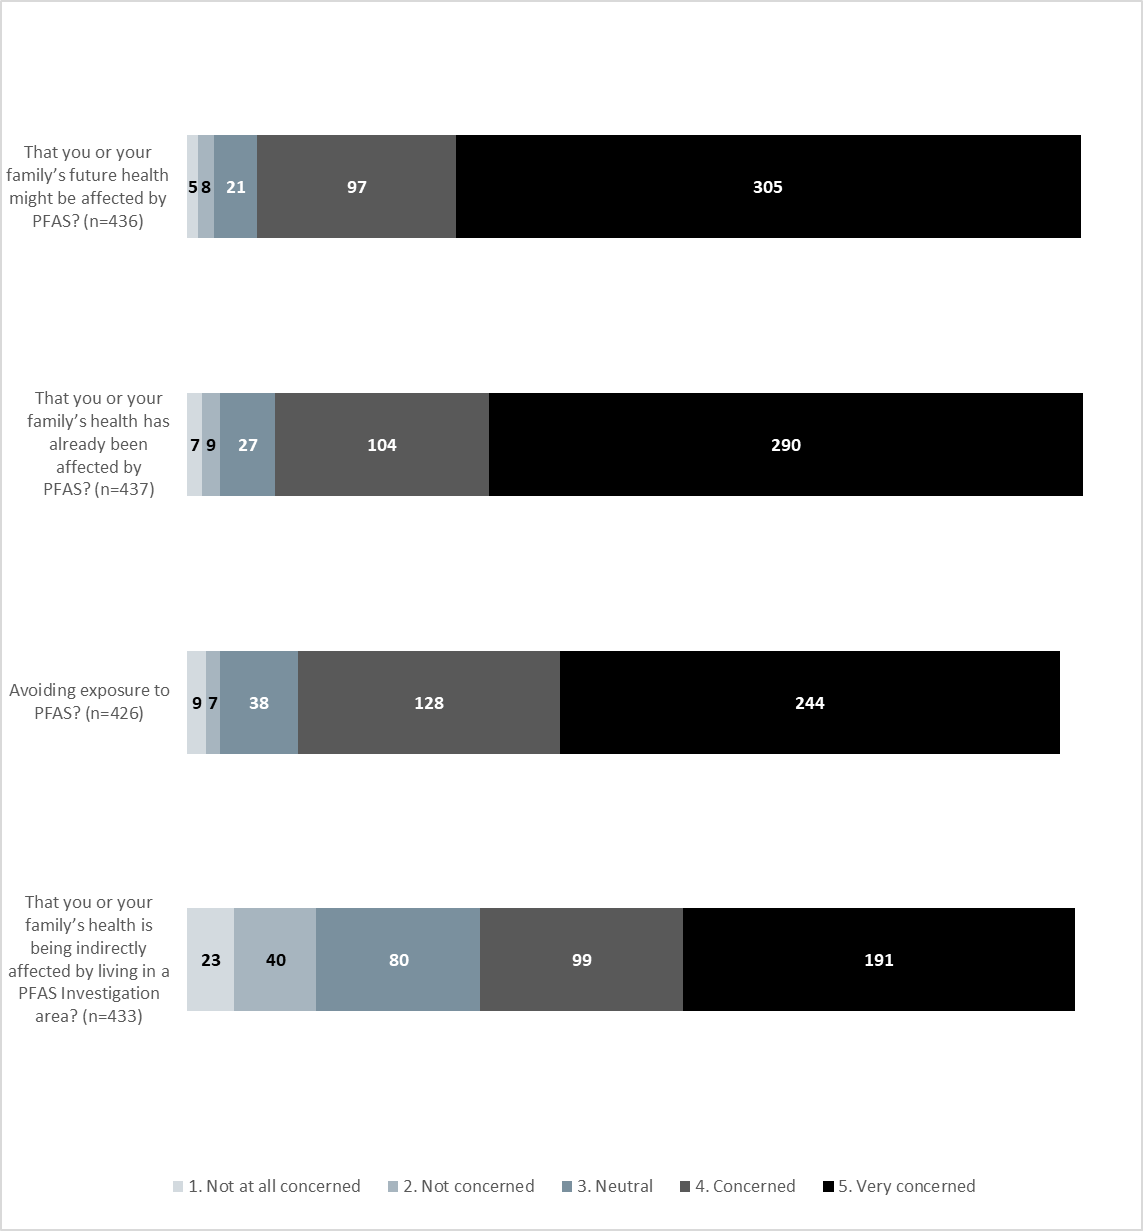 That you or your
family’s future health
might be affected by
PFAS? (n=436)
5 8 21 97 305
That you or your
family’s health has
already been
affected by
PFAS? (n=437)
7 9 27 104 290
Avoiding exposure to
PFAS? (n=426)
9 7 38 128 244
That you or your
family’s health is
being indirectly
affected by living in a
PFAS Investigation
area? (n=433)
23 40 80 99 191
1. Not at all concerned 2. Not concerned 3. Neutral 4. Concerned 5. Very concerned